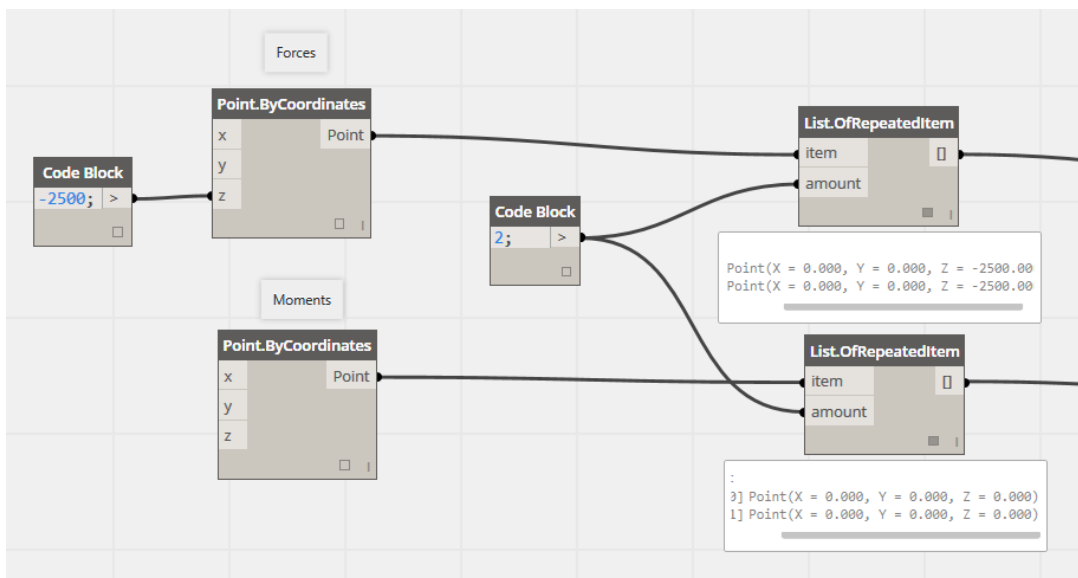 Forces
Point.ByCoordinates
x
Point
y
z
Code Block
-2500;
>
List.OfRepeatedItem
item
[]
amount
Code Block
2;
>
Point(X = 0.000, Y = 0.000, Z = -2500.00
Point(X = 0.000, Y = 0.000, Z = -2500.00
Moments
Point.ByCoordinates
x
Point
y
z
List.OfRepeatedItem
item
[]
amount
] Point(X = 0.000, Y = 0.000, Z = 0.000)
1] Point(X = 0.000, Y = 0.000, Z = 0.000)